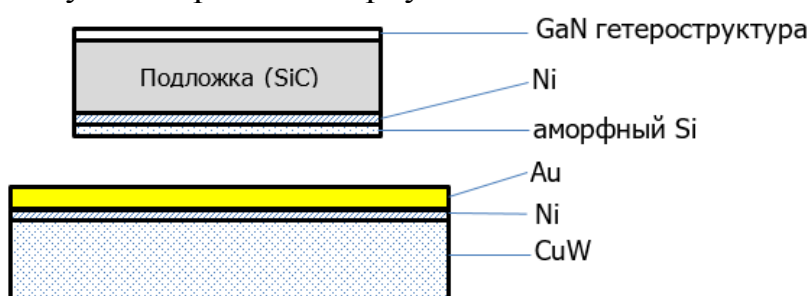 GaN гетероструктура
Подложка (SiC)
Ni
аморфный Si
Au
Ni
CuW